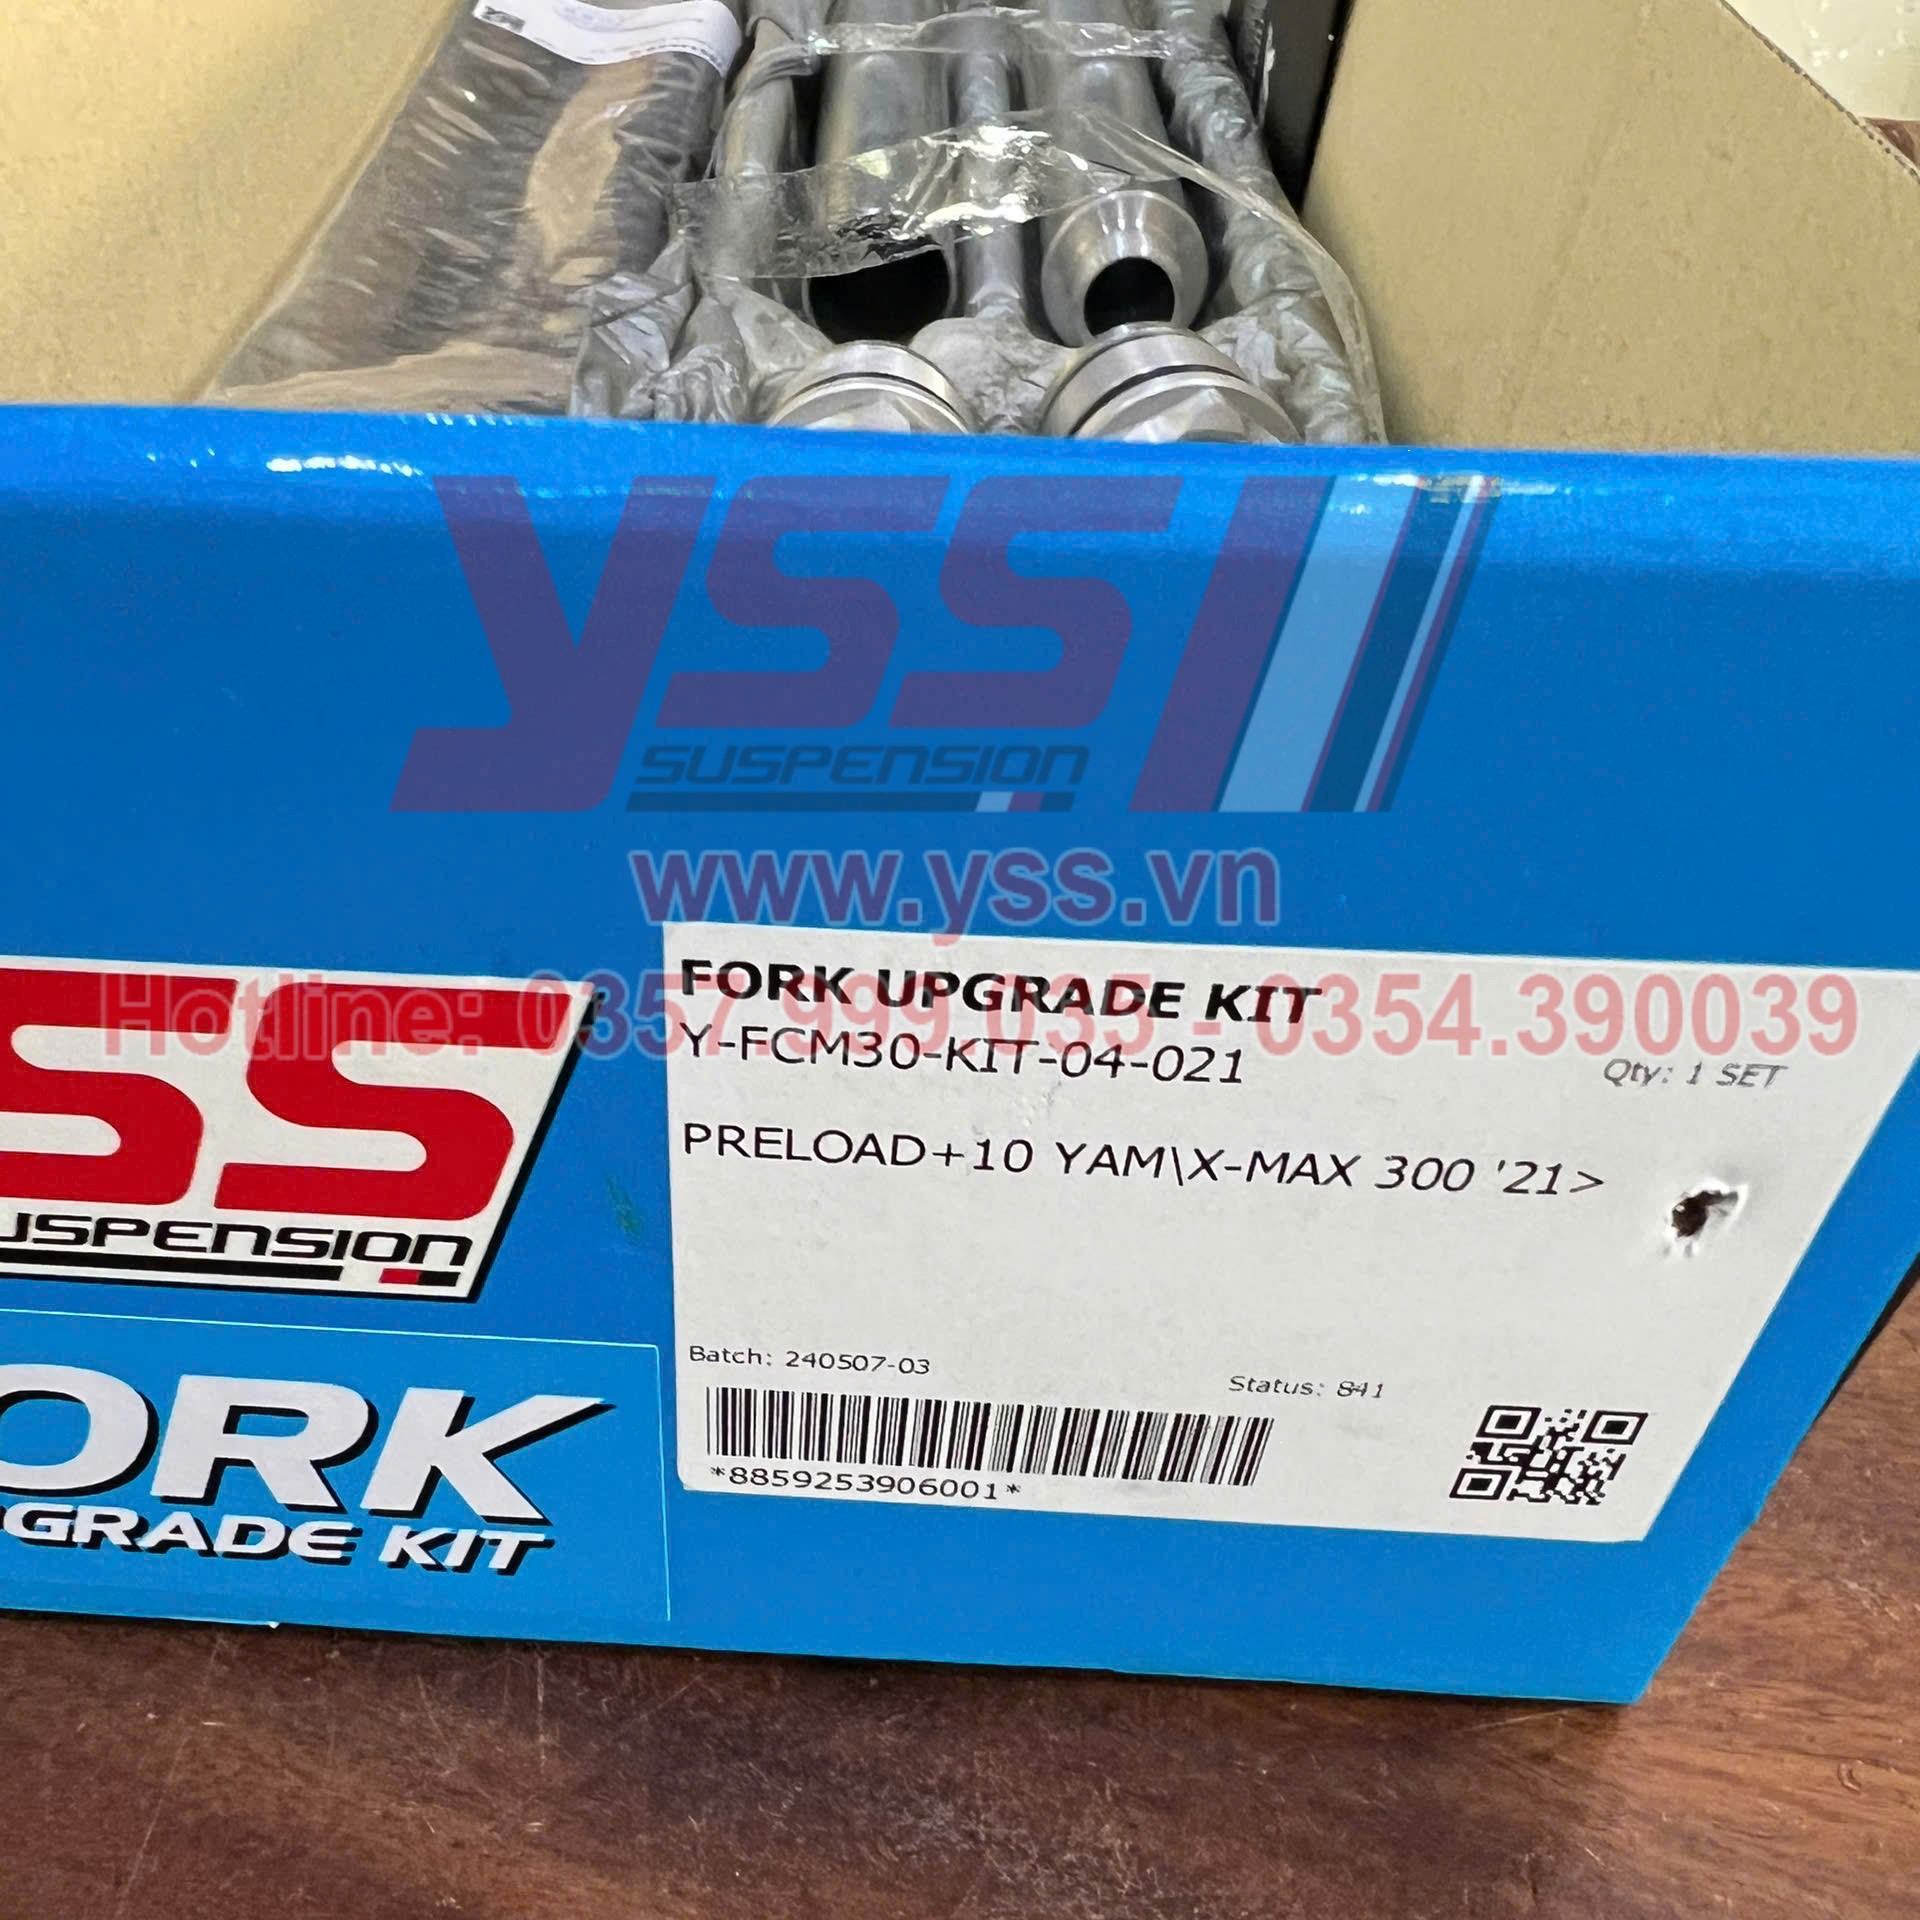 YSS
SUSPENSION
www.yss.vn
Hotline: 0357.999.035 - 0354.390039
FORK UPGRADE KIT
Y-FCM30-KIT-04-021
Qty: 1 SET
PRELOAD+10 YAM\X-MAX 300 '21>
SS
USPENSION
Batch: 240507-03
Status: 841
*8859253906001*
ORK
GRADE KIT